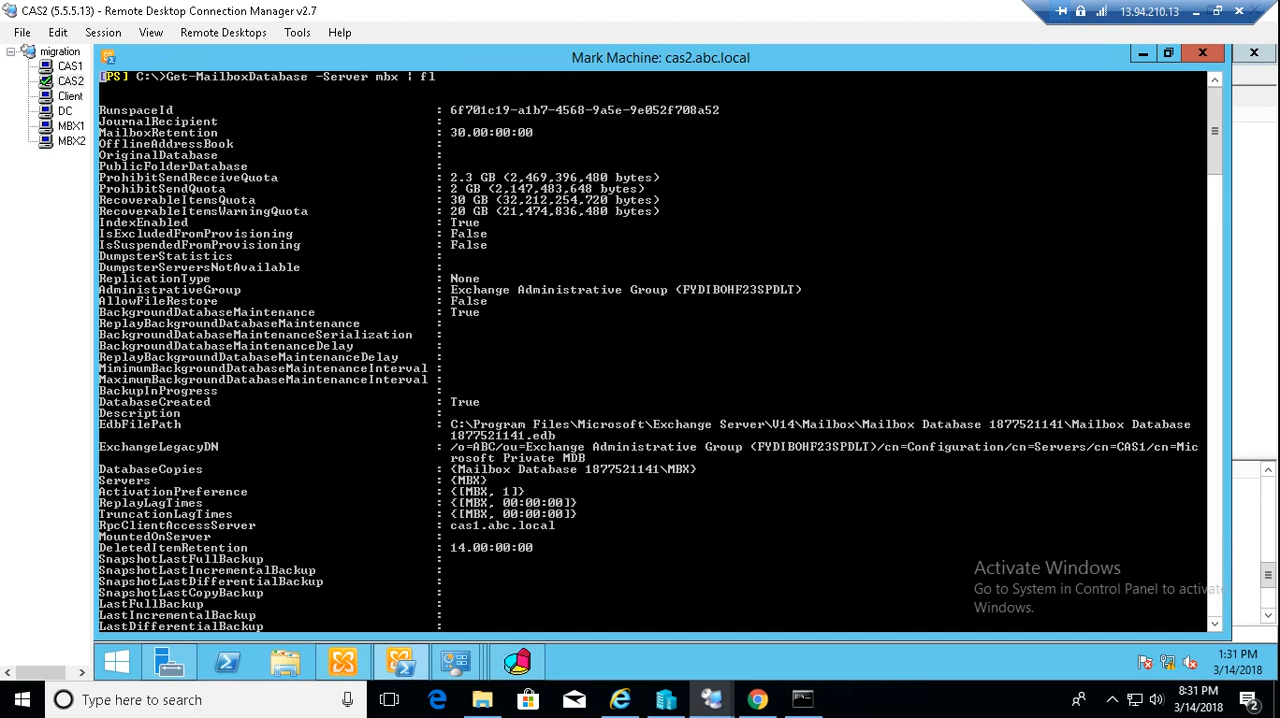 CAS2 (5.5.5.13) - Remote Desktop Connection Manager v2.7
13.94.210.13
File Edit Session View Remote Desktops Tools Help
migration
CAS1
CAS2
Client
DC
MBX1
MBX2
Mark Machine: cas2.abc.local
[PS] C:\>Get-MailboxDatabase -Server mbx | fl
RunspaceId : 6f701c19-a1b7-4568-9a5e-9e052f708a52
JournalRecipient :
MailboxRetention : 30.00:00:00
OfflineAddressBook :
OriginalDatabase :
PublicFolderDatabase :
ProhibitSendReceiveQuota : 2.3 GB (2,469,396,480 bytes)
ProhibitSendQuota : 2 GB (2,147,483,648 bytes)
RecoverableItemsQuota : 30 GB (32,212,254,720 bytes)
RecoverableItemsWarningQuota : 20 GB (21,474,836,480 bytes)
IndexEnabled : True
IsExcludedFromProvisioning : False
IsSuspendedFromProvisioning : False
DumpsterStatistics :
DumpsterServersNotAvailable :
ReplicationType : None
AdministrativeGroup : Exchange Administrative Group (FYDIBOHF23SPDLT)
AllowFileRestore : False
BackgroundDatabaseMaintenance : True
ReplayBackgroundDatabaseMaintenance :
BackgroundDatabaseMaintenanceSerialization :
BackgroundDatabaseMaintenanceDelay :
ReplayBackgroundDatabaseMaintenanceDelay :
MimimumBackgroundDatabaseMaintenanceInterval :
MaximumBackgroundDatabaseMaintenanceInterval :
BackupInProgress :
DatabaseCreated : True
Description :
EdbFilePath : C:\Program Files\Microsoft\Exchange Server\V14\Mailbox\Mailbox Database 1877521141\Mailbox Database
1877521141.edb
ExchangeLegacyDN : /o=ABC/ou=Exchange Administrative Group (FYDIBOHF23SPDLT)/cn=Configuration/cn=Servers/cn=CAS1/cn=Mic
rosoft Private MDB
DatabaseCopies : {Mailbox Database 1877521141\MBX}
Servers : {MBX}
ActivationPreference : {[MBX, 1]}
ReplayLagTimes : {[MBX, 00:00:00]}
TruncationLagTimes : {[MBX, 00:00:00]}
RpcClientAccessServer : cas1.abc.local
MountedOnServer :
DeletedItemRetention : 14.00:00:00
SnapshotLastFullBackup :
SnapshotLastIncrementalBackup :
SnapshotLastDifferentialBackup :
SnapshotLastCopyBackup :
LastFullBackup :
LastIncrementalBackup :
LastDifferentialBackup :
Activate Windows
Go to System in Control Panel to activate
Windows.
1:31 PM
3/14/2018
Type here to search
8:31 PM
3/14/2018
2